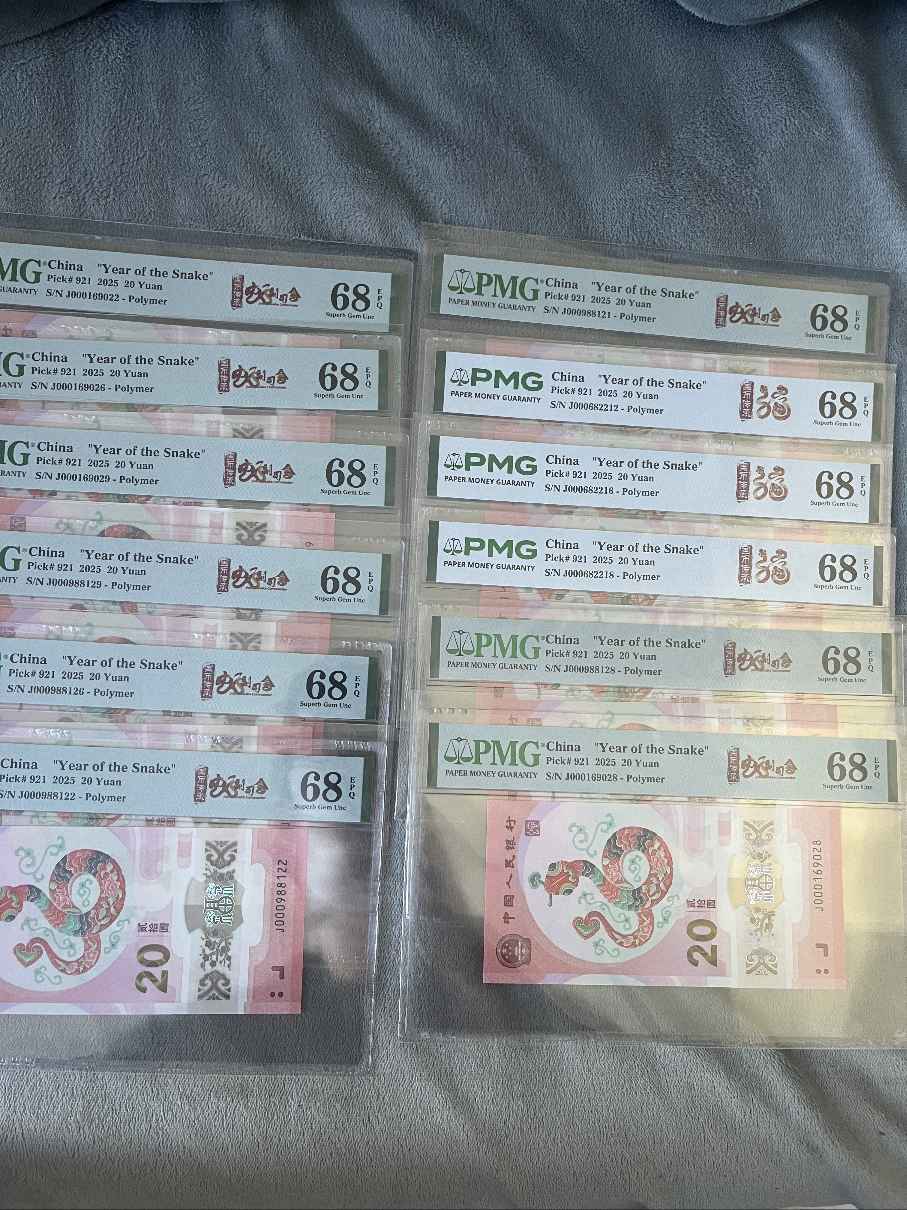 MG China "Year of the Snake"
Pick# 921 2025 20 Yuan
GUARANTY S/N J000169022 - Polymer
68 EPQ
Superb Gem Unc
G China "Year of the Snake"
Pick# 921 2025 20 Yuan
ANTY S/N J000169026 - Polymer
68 EPQ
Superb Gem Unc
G China "Year of the Snake"
Pick# 921 2025 20 Yuan
RANTY S/N J000169029 - Polymer
68 EPQ
Superb Gem Unc
G China "Year of the Snake"
Pick# 921 2025 20 Yuan
ANTY S/N J000988129 - Polymer
68 EPQ
Superb Gem Unc
China "Year of the Snake"
Pick# 921 2025 20 Yuan
S/N J000988126 - Polymer
68 EPQ
Superb Gem Unc
China "Year of the Snake"
Pick# 921 2025 20 Yuan
S/N J000988122 - Polymer
68 EPQ
Superb Gem Unc
贰拾圆
20
J000988122
PMG China "Year of the Snake"
Pick# 921 2025 20 Yuan
PAPER MONEY GUARANTY S/N J000988121 - Polymer
68 EPQ
Superb Gem Unc
PMG China "Year of the Snake"
Pick# 921 2025 20 Yuan
PAPER MONEY GUARANTY S/N J000682212 - Polymer
福
68 EPQ
Superb Gem Unc
PMG China "Year of the Snake"
Pick# 921 2025 20 Yuan
PAPER MONEY GUARANTY S/N J000682216 - Polymer
福
68 EPQ
Superb Gem Unc
PMG China "Year of the Snake"
Pick# 921 2025 20 Yuan
PAPER MONEY GUARANTY S/N J000682218 - Polymer
福
68 EPQ
Superb Gem Unc
PMG China "Year of the Snake"
Pick# 921 2025 20 Yuan
PAPER MONEY GUARANTY S/N J000988128 - Polymer
68 EPQ
Superb Gem Unc
PMG China "Year of the Snake"
Pick# 921 2025 20 Yuan
PAPER MONEY GUARANTY S/N J000169028 - Polymer
68 EPQ
Superb Gem Unc
中国人民银行
贰拾圆
20
J000169028